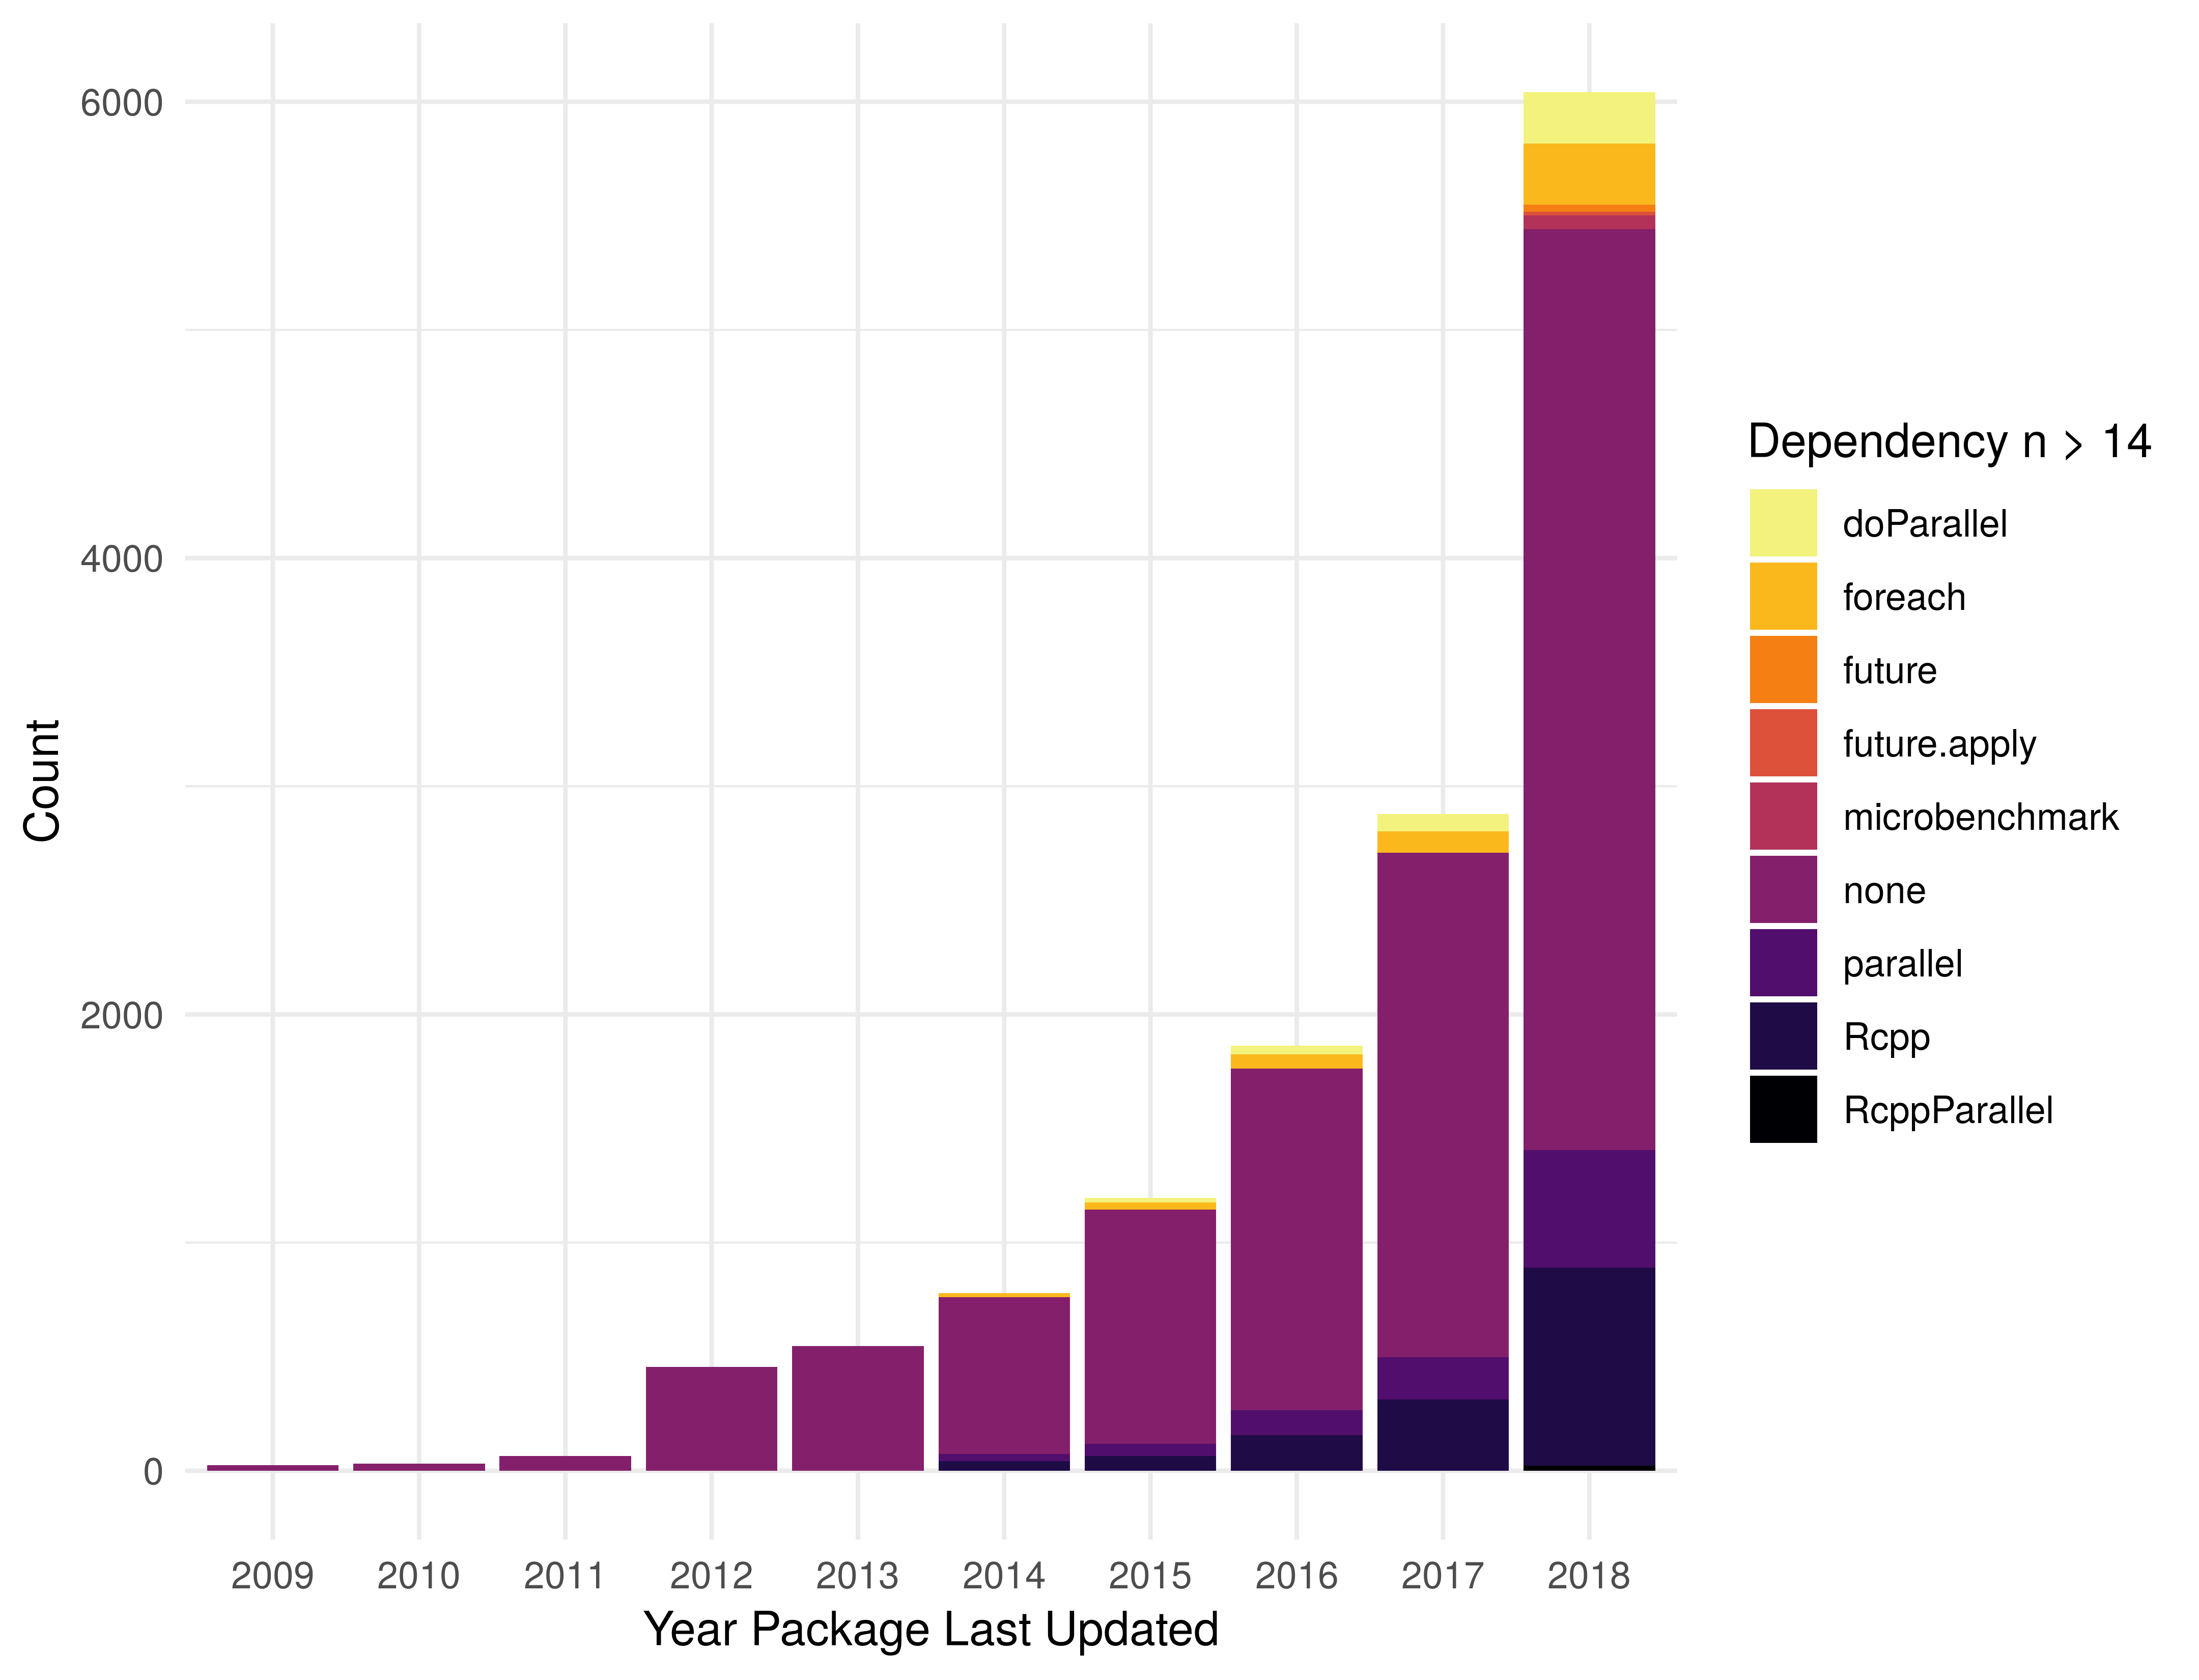 6000
4000
2000
0
Count
2009 2010 2011 2012 2013 2014 2015 2016 2017 2018
Year Package Last Updated
Dependency n > 14
doParallel
foreach
future
future.apply
microbenchmark
none
parallel
Rcpp
RcppParallel